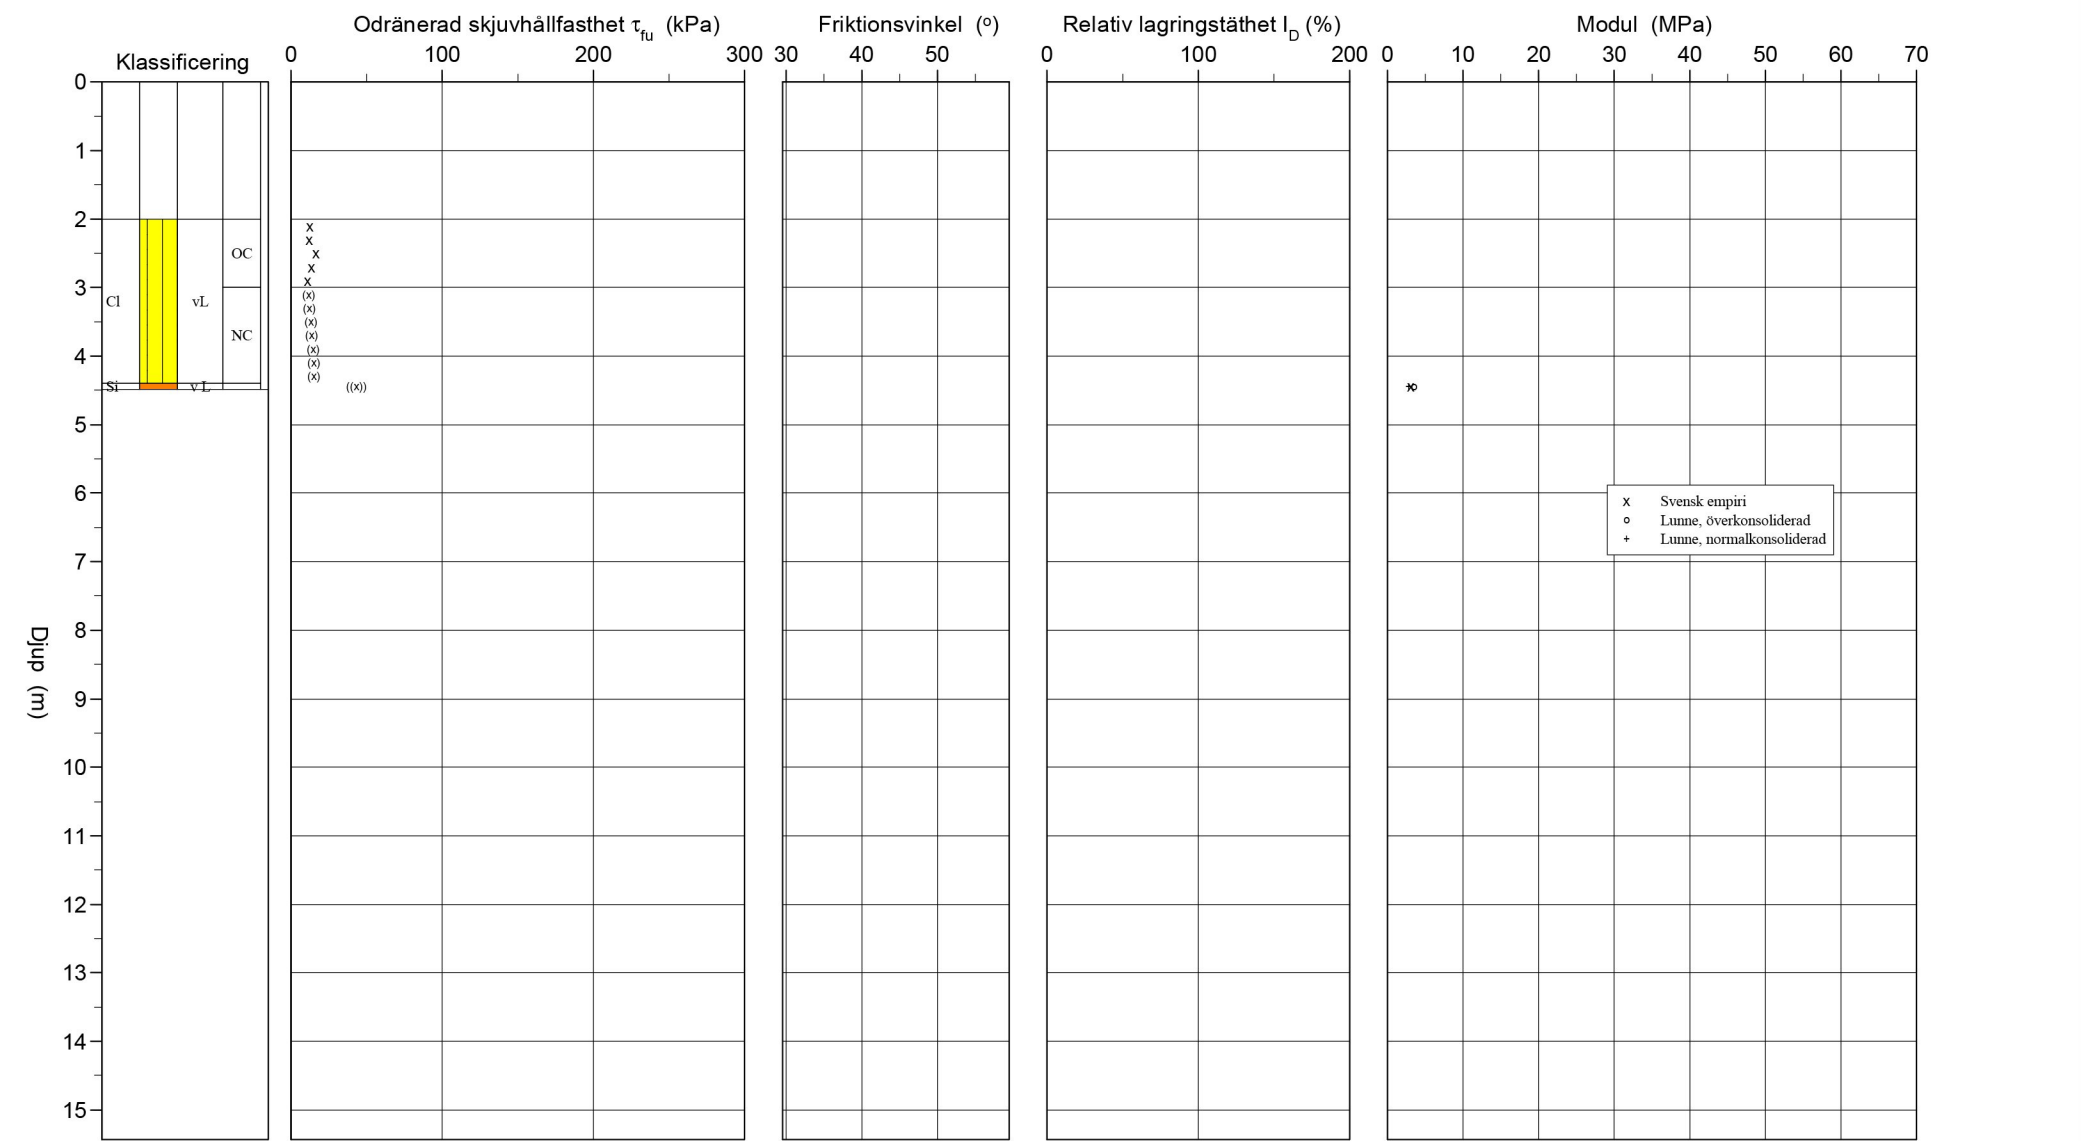 Odränerad skjuvhållfasthet τfu (kPa)
Friktionsvinkel (o)
Relativ lagringstäthet ID (%)
Modul (MPa)
Klassificering
0 100 200 300
30 40 50
0 100 200
0 10 20 30 40 50 60 70
0
1
2
OC
x
x
x
x
x
3
Cl
vL
NC
(x)
(x)
(x)
(x)
(x)
4
(x)
(x)
Si
vL
((x))
5
6
x Svensk empiri
o Lunne, överkonsoliderad
+ Lunne, normalkonsoliderad
7
8
Djup (m)
9
10
11
12
13
14
15